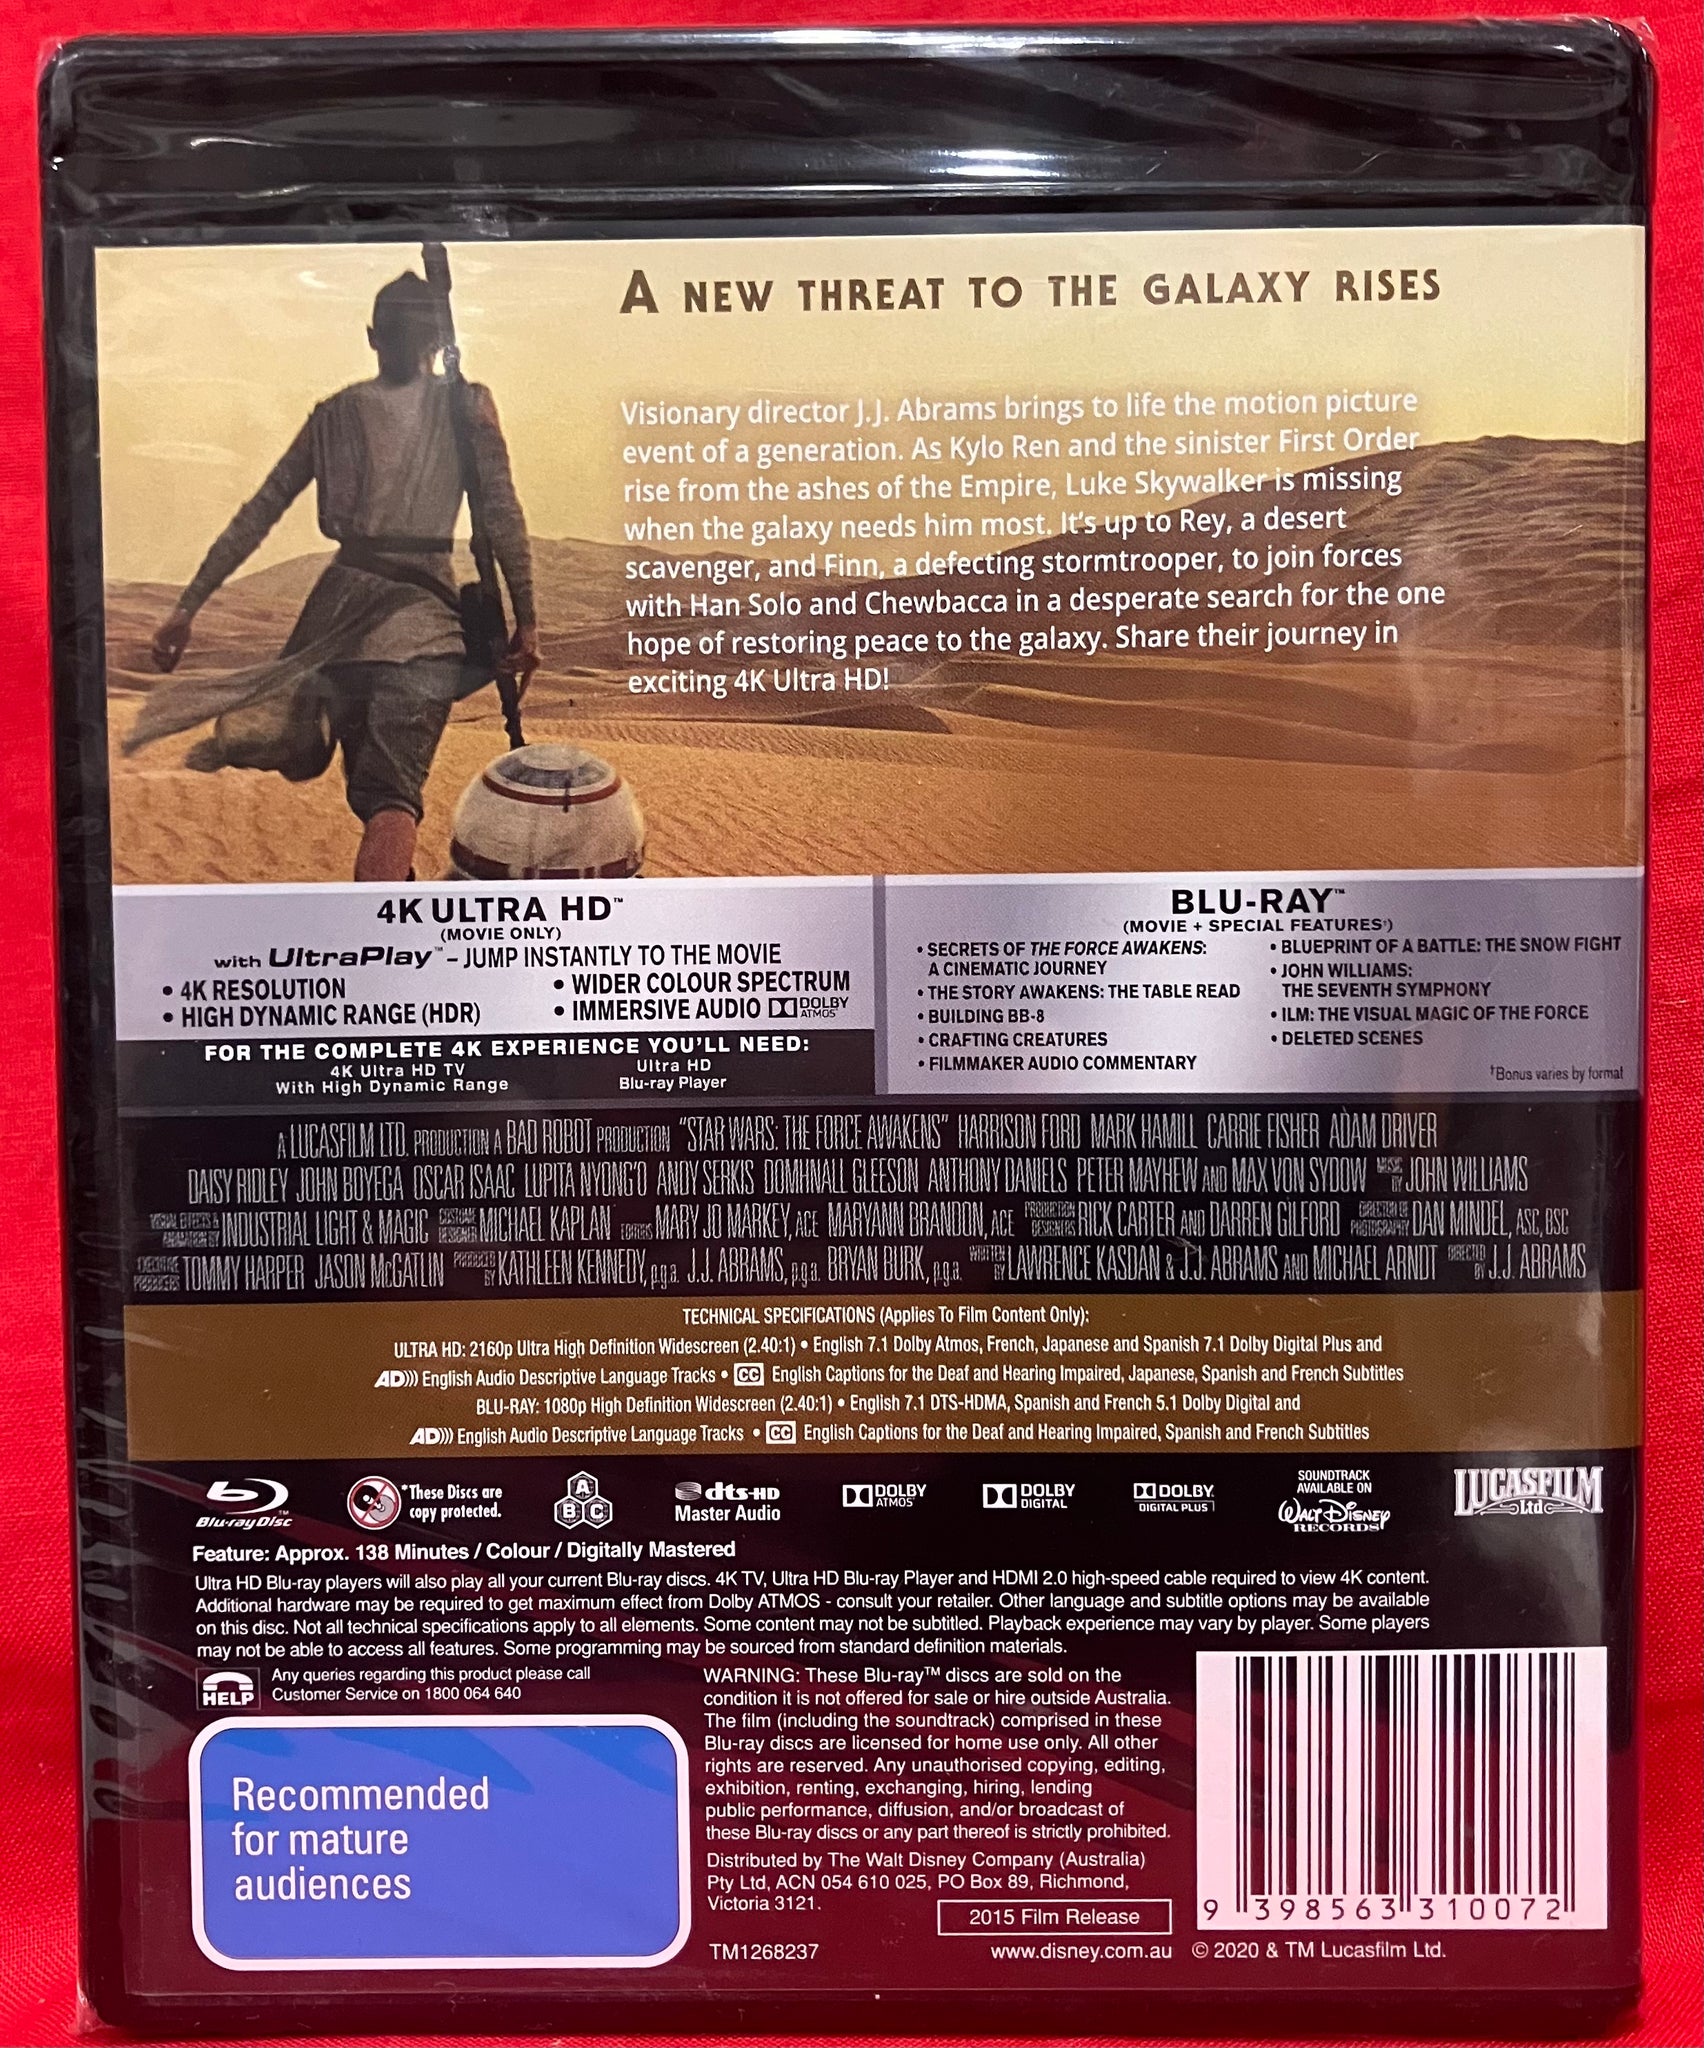 A NEW THREAT TO THE GALAXY RISES
Visionary director J.J. Abrams brings to life the motion picture
event of a generation. As Kylo Ren and the sinister First Order
rise from the ashes of the Empire, Luke Skywalker is missing
when the galaxy needs him most. It's up to Rey, a desert
scavenger, and Finn, a defecting stormtrooper, to join forces
with Han Solo and Chewbacca in a desperate search for the one
hope of restoring peace to the galaxy. Share their journey in
exciting 4K Ultra HD!
4K ULTRA HD™
(MOVIE ONLY)
with UltraPlay™ – JUMP INSTANTLY TO THE MOVIE
• 4K RESOLUTION
• HIGH DYNAMIC RANGE (HDR)
• WIDER COLOUR SPECTRUM
• IMMERSIVE AUDIO DOLBY ATMOS
FOR THE COMPLETE 4K EXPERIENCE YOU'LL NEED:
4K Ultra HD TV
With High Dynamic Range
Ultra HD
Blu-ray Player
BLU-RAY™
(MOVIE + SPECIAL FEATURES†)
• SECRETS OF THE FORCE AWAKENS:
A CINEMATIC JOURNEY
• THE STORY AWAKENS: THE TABLE READ
• BUILDING BB-8
• CRAFTING CREATURES
• FILMMAKER AUDIO COMMENTARY
• BLUEPRINT OF A BATTLE: THE SNOW FIGHT
• JOHN WILLIAMS:
THE SEVENTH SYMPHONY
• ILM: THE VISUAL MAGIC OF THE FORCE
• DELETED SCENES
†Bonus varies by format
A LUCASFILM LTD. PRODUCTION A BAD ROBOT PRODUCTION "STAR WARS: THE FORCE AWAKENS" HARRISON FORD MARK HAMILL CARRIE FISHER ADAM DRIVER
DAISY RIDLEY JOHN BOYEGA OSCAR ISAAC LUPITA NYONG'O ANDY SERKIS DOMHNALL GLEESON ANTHONY DANIELS PETER MAYHEW AND MAX VON SYDOW MUSIC BY JOHN WILLIAMS
VISUAL EFFECTS & ANIMATION BY INDUSTRIAL LIGHT & MAGIC COSTUME DESIGNER MICHAEL KAPLAN EDITORS MARY JO MARKEY, ACE MARYANN BRANDON, ACE PRODUCTION DESIGNERS RICK CARTER AND DARREN GILFORD DIRECTOR OF PHOTOGRAPHY DAN MINDEL, ASC, BSC
EXECUTIVE PRODUCERS TOMMY HARPER JASON McGATLIN PRODUCED BY KATHLEEN KENNEDY, p.g.a. J.J. ABRAMS, p.g.a. BRYAN BURK, p.g.a. WRITTEN BY LAWRENCE KASDAN & J.J. ABRAMS AND MICHAEL ARNDT DIRECTED BY J.J. ABRAMS
TECHNICAL SPECIFICATIONS (Applies To Film Content Only):
ULTRA HD: 2160p Ultra High Definition Widescreen (2.40:1) • English 7.1 Dolby Atmos, French, Japanese and Spanish 7.1 Dolby Digital Plus and
AD))) English Audio Descriptive Language Tracks • CC English Captions for the Deaf and Hearing Impaired, Japanese, Spanish and French Subtitles
BLU-RAY: 1080p High Definition Widescreen (2.40:1) • English 7.1 DTS-HDMA, Spanish and French 5.1 Dolby Digital and
AD))) English Audio Descriptive Language Tracks • CC English Captions for the Deaf and Hearing Impaired, Spanish and French Subtitles
Blu-ray Disc™
*These Discs are
copy protected.
A
B C
dts-HD
Master Audio
DOLBY
ATMOS
DOLBY
DIGITAL
DOLBY
DIGITAL PLUS
SOUNDTRACK
AVAILABLE ON
WALT DISNEY
RECORDS
LUCASFILM
Ltd
Feature: Approx. 138 Minutes / Colour / Digitally Mastered
Ultra HD Blu-ray players will also play all your current Blu-ray discs. 4K TV, Ultra HD Blu-ray Player and HDMI 2.0 high-speed cable required to view 4K content.
Additional hardware may be required to get maximum effect from Dolby ATMOS - consult your retailer. Other language and subtitle options may be available
on this disc. Not all technical specifications apply to all elements. Some content may not be subtitled. Playback experience may vary by player. Some players
may not be able to access all features. Some programming may be sourced from standard definition materials.
HELP
Any queries regarding this product please call
Customer Service on 1800 064 640
Recommended
for mature
audiences
WARNING: These Blu-ray™ discs are sold on the
condition it is not offered for sale or hire outside Australia.
The film (including the soundtrack) comprised in these
Blu-ray discs are licensed for home use only. All other
rights are reserved. Any unauthorised copying, editing,
exhibition, renting, exchanging, hiring, lending
public performance, diffusion, and/or broadcast of
these Blu-ray discs or any part thereof is strictly prohibited.
Distributed by The Walt Disney Company (Australia)
Pty Ltd, ACN 054 610 025, PO Box 89, Richmond,
Victoria 3121.
2015 Film Release
TM1268237
www.disney.com.au
9 398563 310072
© 2020 & TM Lucasfilm Ltd.